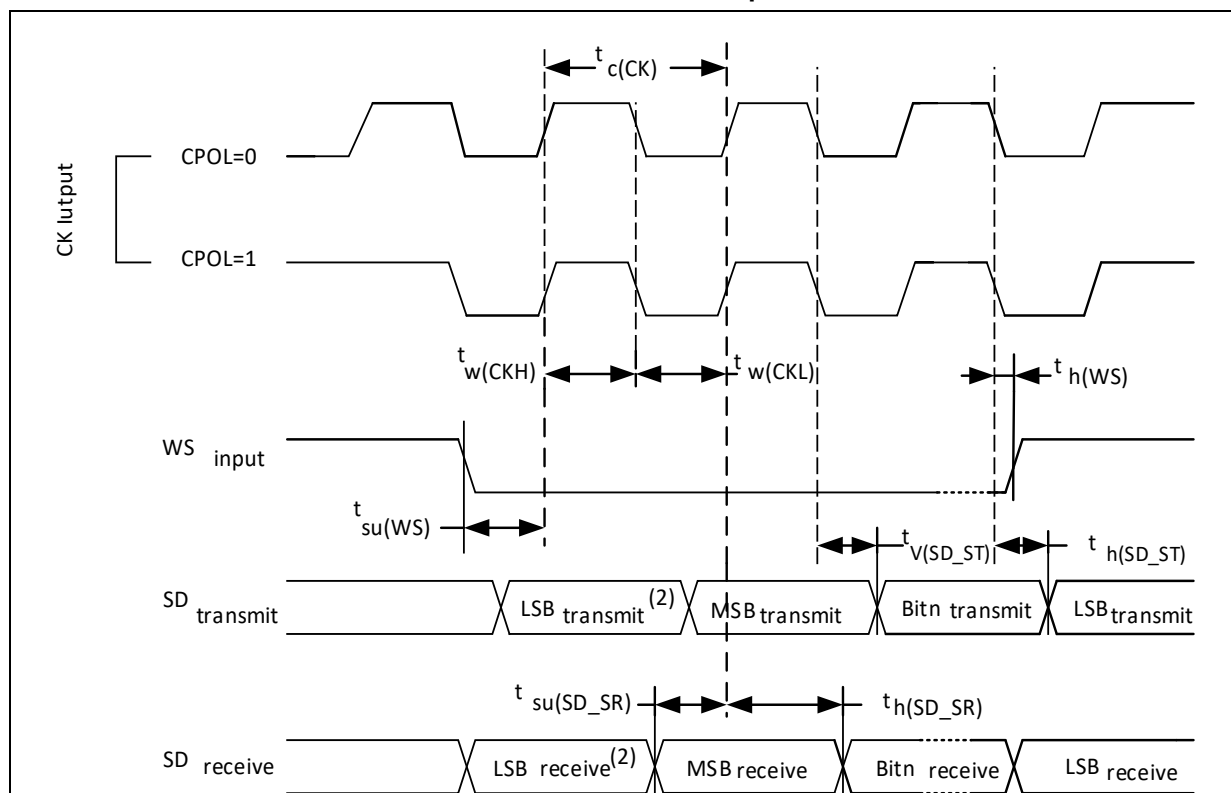 t c(CK)
CPOL=0
CK Iutput
CPOL=1
t w(CKH)
t w(CKL)
t h(WS)
WS input
t su(WS)
t V(SD_ST)
t h(SD_ST)
SD transmit
LSB transmit (2)
MSB transmit
Bitn transmit
LSB transmit
t su(SD_SR)
t h(SD_SR)
SD receive
LSB receive (2)
MSB receive
Bitn receive
LSB receive